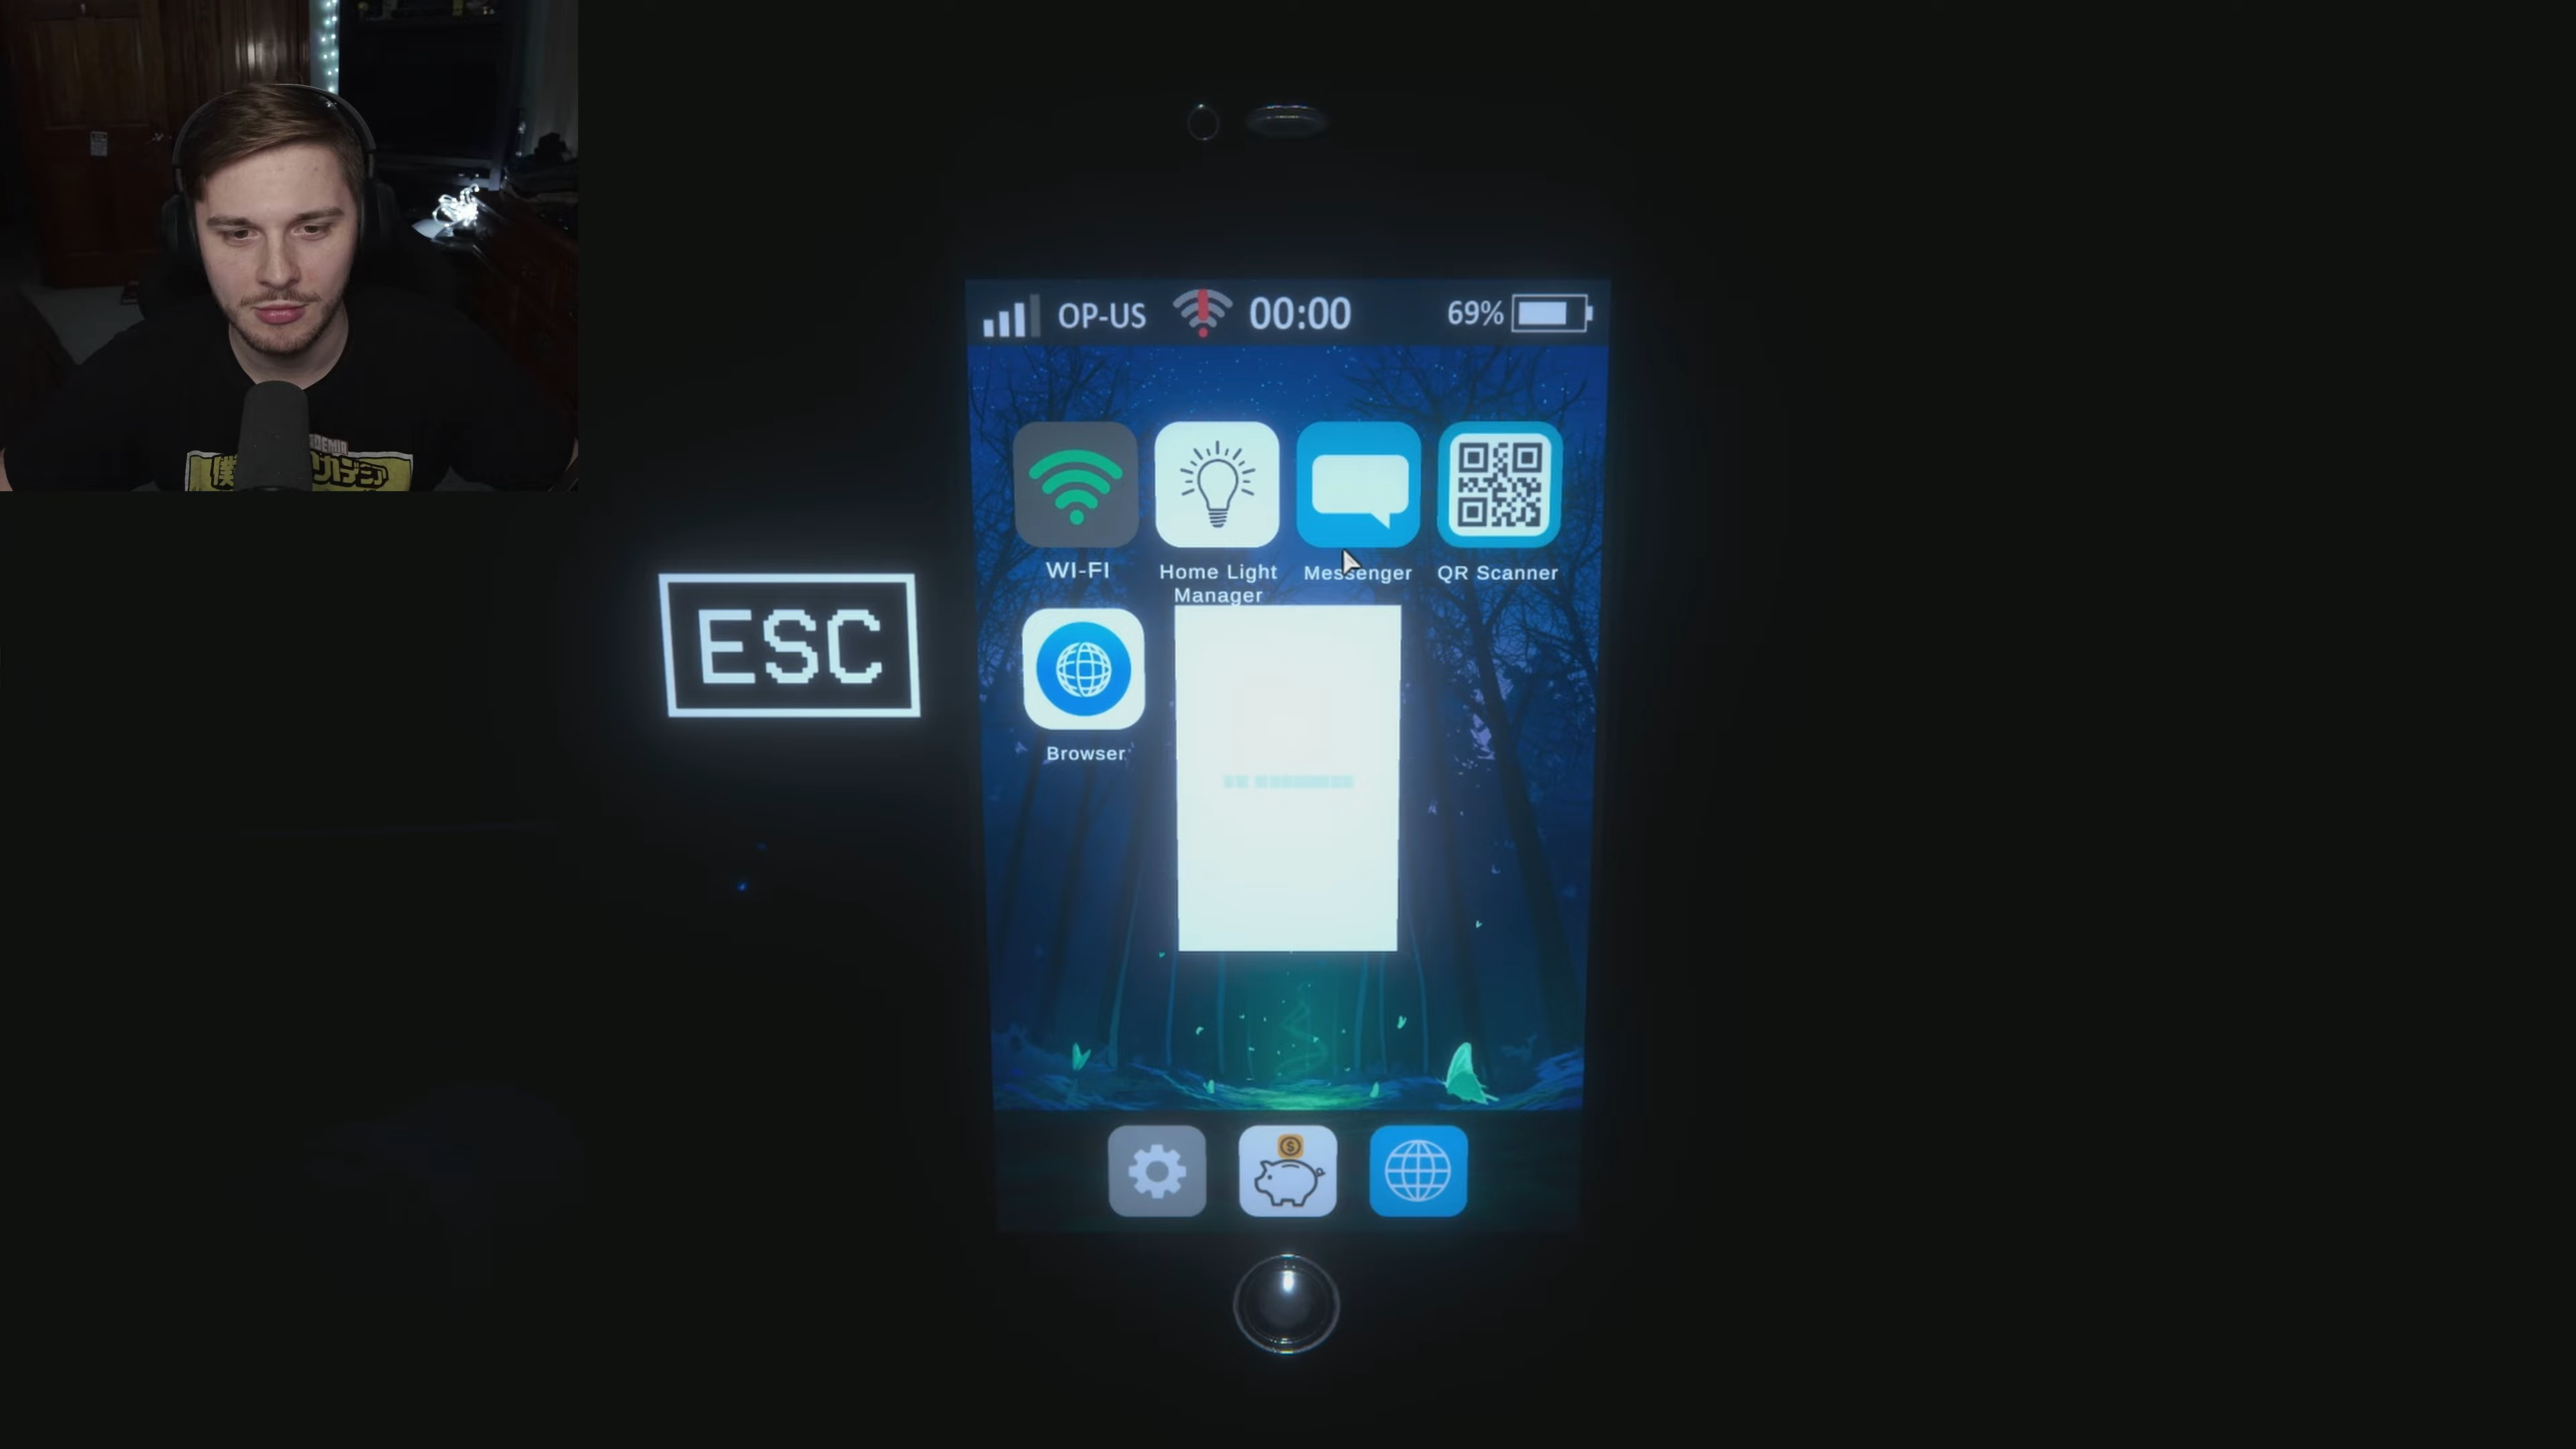 OP-US 00:00 69%
WI-FI
Home Light
Manager
Messenger
QR Scanner
ESC
Browser